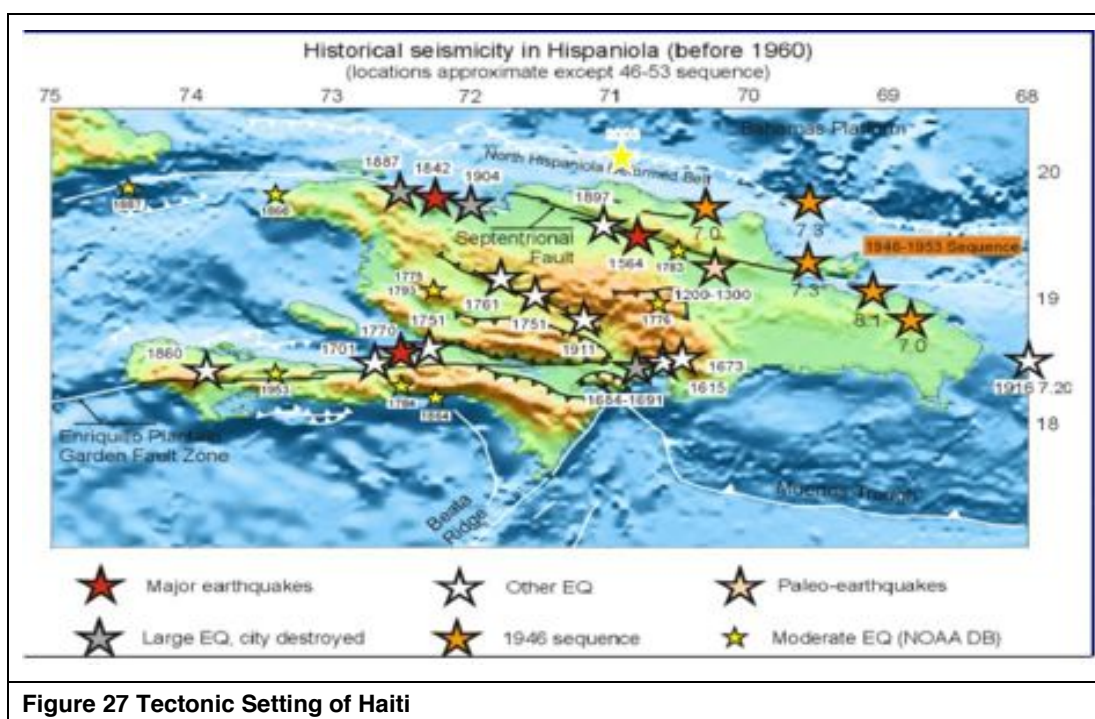 Historical seismicity in Hispaniola (before 1960)
(locations approximate except 46-53 sequence)
75 74 73 72 71 70 69 68
Bahamas Platform
North Hispaniola Deformed Belt
20
1887 1842 1904
1887
1866
1897
Septentrional
Fault
7.0
7.3
1946-1953 Sequence
1564
1783
1200-1300
7.3
19
1775
1793
1761
1751
1751
1776
8.1
7.0
1770
1701
1911
1860
1953
1784
1884
1673
1615
1684-1691
1916 7.20
18
Enriquillo Plantain
Garden Fault Zone
Beata
Ridge
Muertos Trough
Major earthquakes
Other EQ
Paleo-earthquakes
Large EQ, city destroyed
1946 sequence
Moderate EQ (NOAA DB)
Figure 27 Tectonic Setting of Haiti